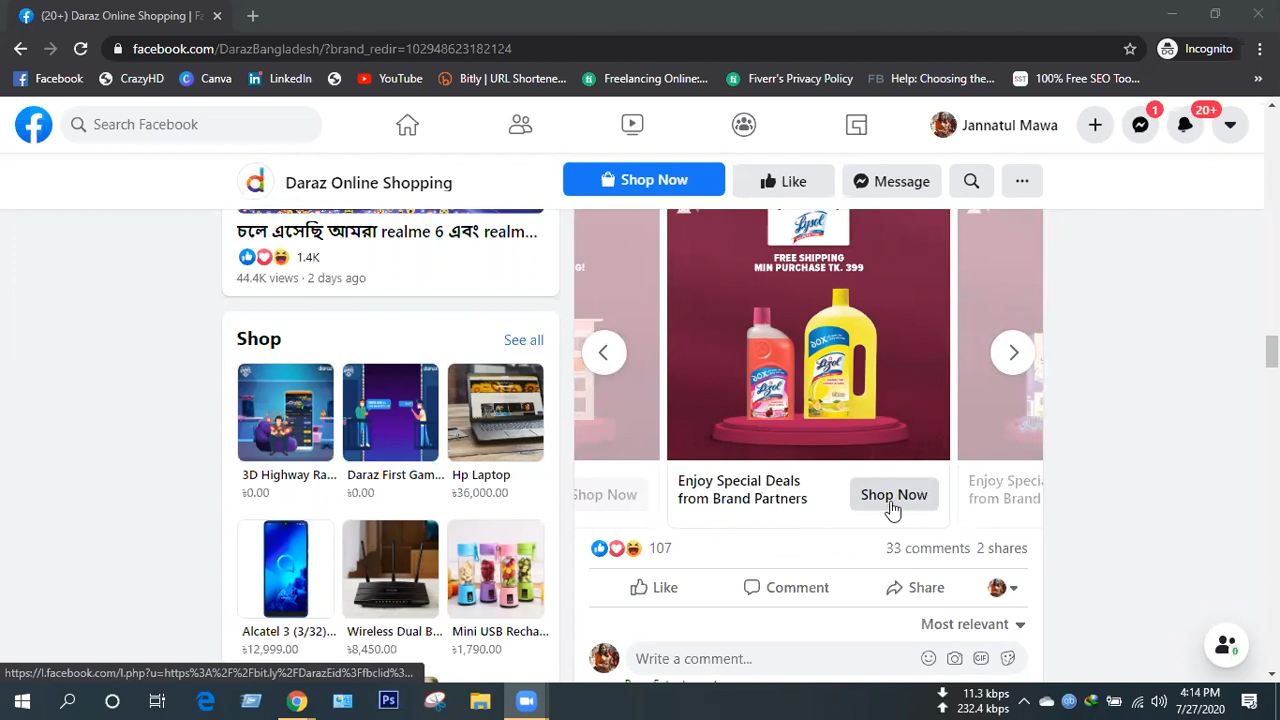 (20+) Daraz Online Shopping | Fa
facebook.com/DarazBangladesh/?brand_redir=102948623182124
Incognito
Facebook
CrazyHD
Canva
LinkedIn
YouTube
Bitly | URL Shortene...
Freelancing Online:...
Fiverr's Privacy Policy
FB Help: Choosing the...
SST 100% Free SEO Too...
»
Search Facebook
Jannatul Mawa
1
20+
Daraz Online Shopping
Shop Now
Like
Message
চলে এসেছি আমরা realme 6 এবং realm...
1.4K
44.4K views · 2 days ago
Shop
See all
3D Highway Ra...
৳0.00
Daraz First Gam...
৳0.00
Hp Laptop
৳36,000.00
Alcatel 3 (3/32)...
৳12,999.00
Wireless Dual B...
৳8,450.00
Mini USB Recha...
৳1,790.00
Lysol
FREE SHIPPING
MIN PURCHASE TK. 399
G!
Lizol
Lizol
Shop Now
Enjoy Special Deals
from Brand Partners
Shop Now
Enjoy Speci
from Brand
107
33 comments 2 shares
Like
Comment
Share
Most relevant
Write a comment...
GIF
https://l.facebook.com/l.php?u=https%3A%2F%2Fbit.ly%2FDarazEid%3Ffbclid%3...
11.3 kbps
232.4 kbps
4:14 PM
7/27/2020